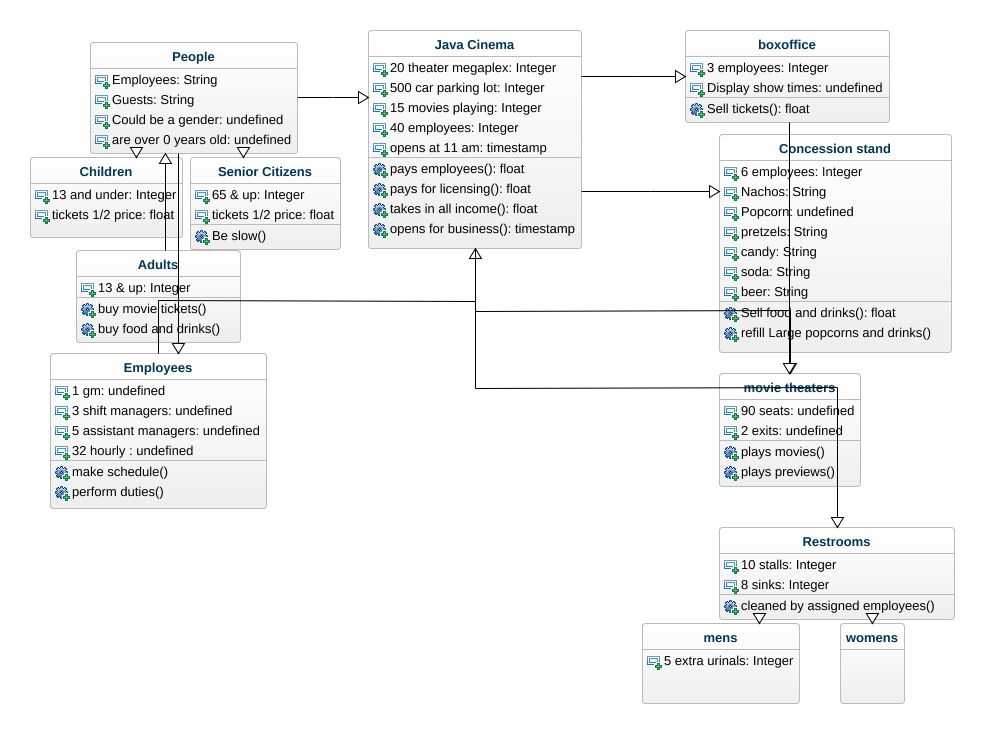 People
Employees: String
Guests: String
Could be a gender: undefined
are over 0 years old: undefined
Java Cinema
20 theater megaplex: Integer
500 car parking lot: Integer
15 movies playing: Integer
40 employees: Integer
opens at 11 am: timestamp
pays employees(): float
pays for licensing(): float
takes in all income(): float
opens for business(): timestamp
boxoffice
3 employees: Integer
Display show times: undefined
Sell tickets(): float
Children
13 and under: Integer
tickets 1/2 price: float
Senior Citizens
65 & up: Integer
tickets 1/2 price: float
Be slow()
Concession stand
6 employees: Integer
Nachos: String
Popcorn: undefined
pretzels: String
candy: String
soda: String
beer: String
Sell food and drinks(): float
refill Large popcorns and drinks()
Adults
13 & up: Integer
buy movie tickets()
buy food and drinks()
Employees
1 gm: undefined
3 shift managers: undefined
5 assistant managers: undefined
32 hourly : undefined
make schedule()
perform duties()
movie theaters
90 seats: undefined
2 exits: undefined
plays movies()
plays previews()
Restrooms
10 stalls: Integer
8 sinks: Integer
cleaned by assigned employees()
mens
5 extra urinals: Integer
womens